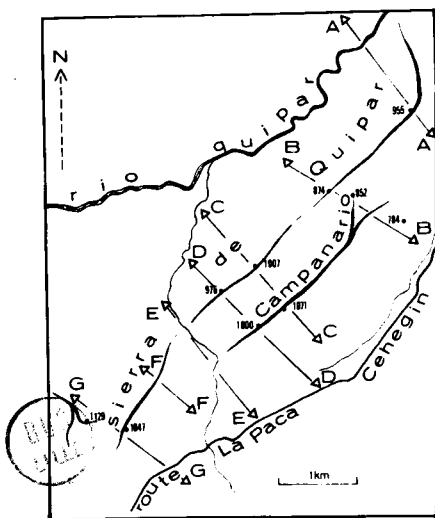 N
A
rio quipar
955
A
B
Sierra de Quipar
874
852
C
784
B
Campanario
D
1007
976
E
1071
1000
C
F
D
G
F
E
1129
1047
G
route La Paca Cehegin
1km